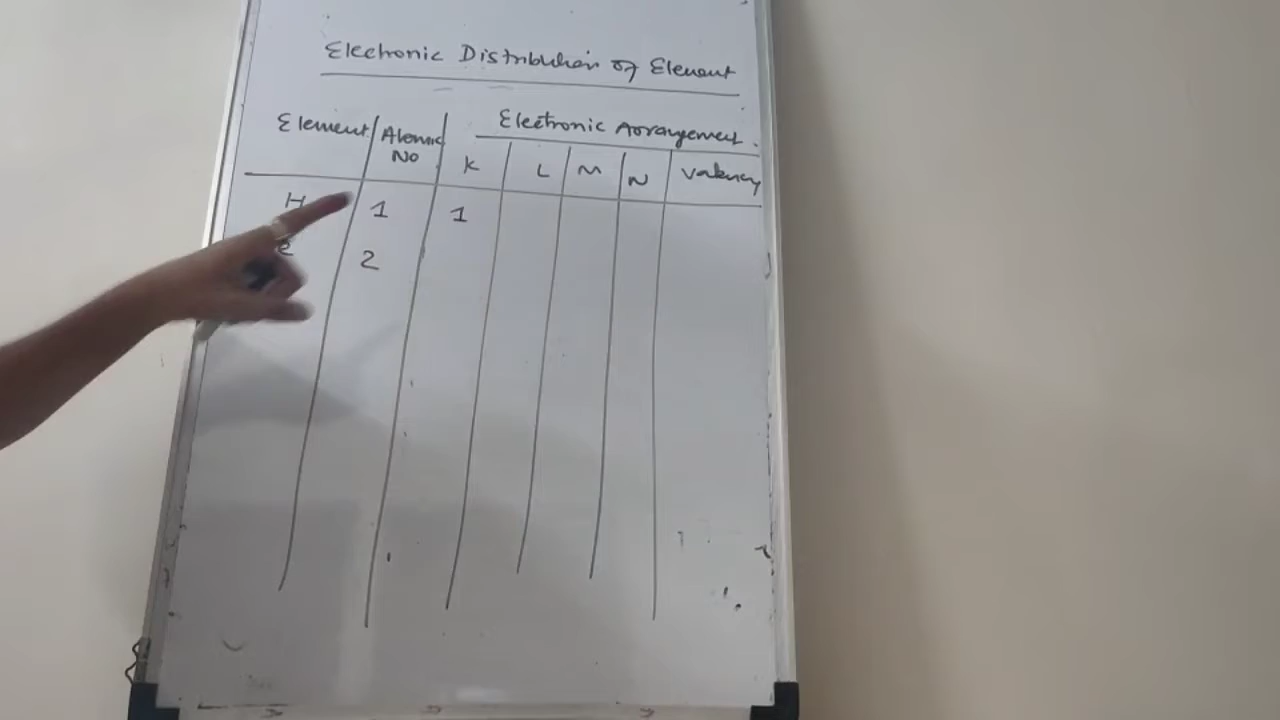 Electronic Distribution of Element
Element Atomic No Electronic Arrangement.
K L M N Valency
H 1 1
e 2